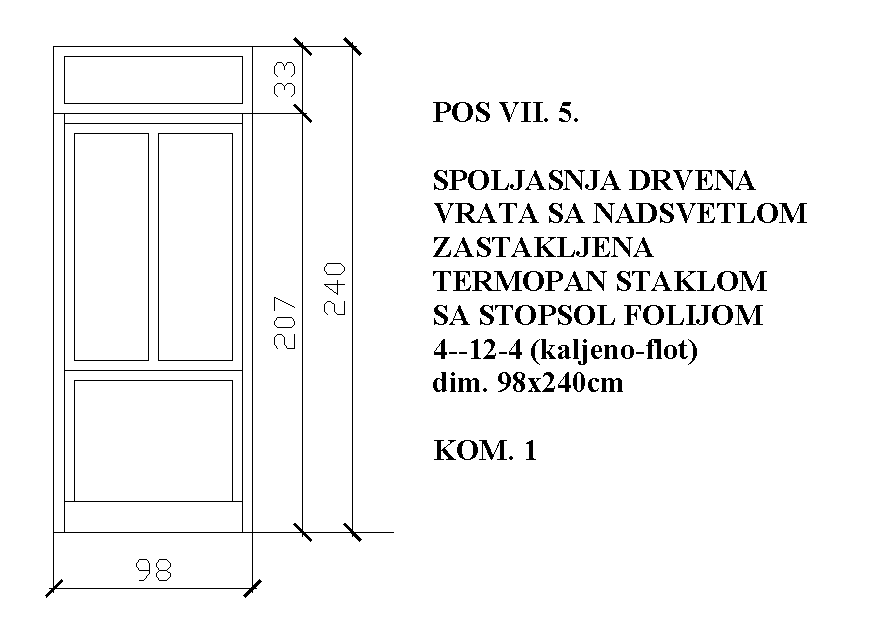 33
POS VII. 5.
SPOLJASNJA DRVENA
VRATA SA NADSVETLOM
ZASTAKLJENA
TERMOPAN STAKLOM
SA STOPSOL FOLIJOM
4--12-4 (kaljeno-flot)
dim. 98x240cm
KOM. 1
240
207
98